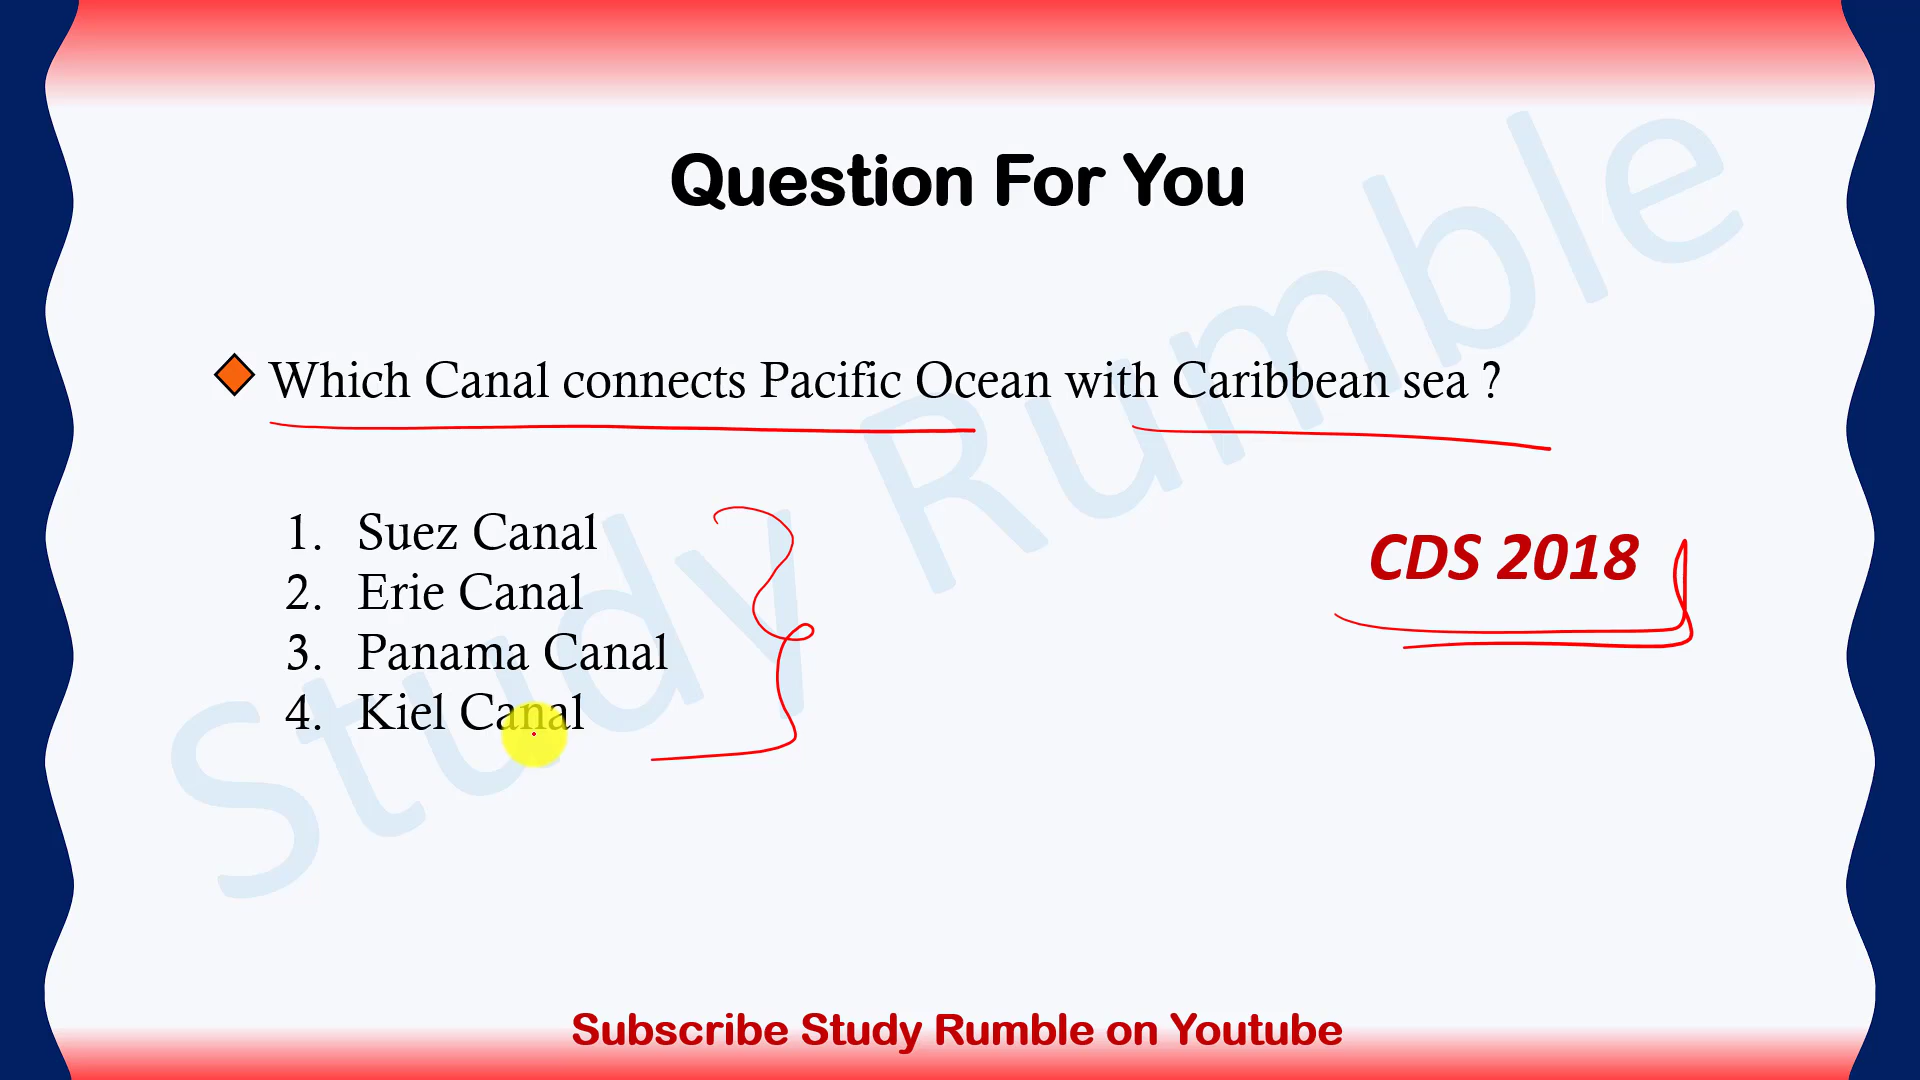 Question For You
Which Canal connects Pacific Ocean with Caribbean sea ?
1. Suez Canal
2. Erie Canal
3. Panama Canal
4. Kiel Canal
CDS 2018
Study Rumble
Subscribe Study Rumble on Youtube